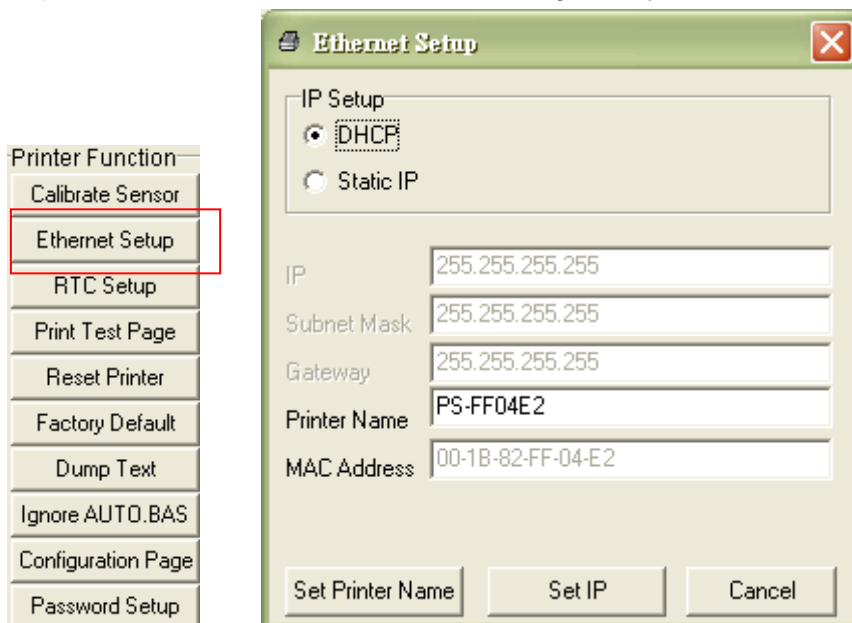 Printer Function
Calibrate Sensor
Ethernet Setup
RTC Setup
Print Test Page
Reset Printer
Factory Default
Dump Text
Ignore AUTO.BAS
Configuration Page
Password Setup
Ethernet Setup
IP Setup
DHCP
Static IP
IP 255.255.255.255
Subnet Mask 255.255.255.255
Gateway 255.255.255.255
Printer Name PS-FF04E2
MAC Address 00-1B-82-FF-04-E2
Set Printer Name Set IP Cancel